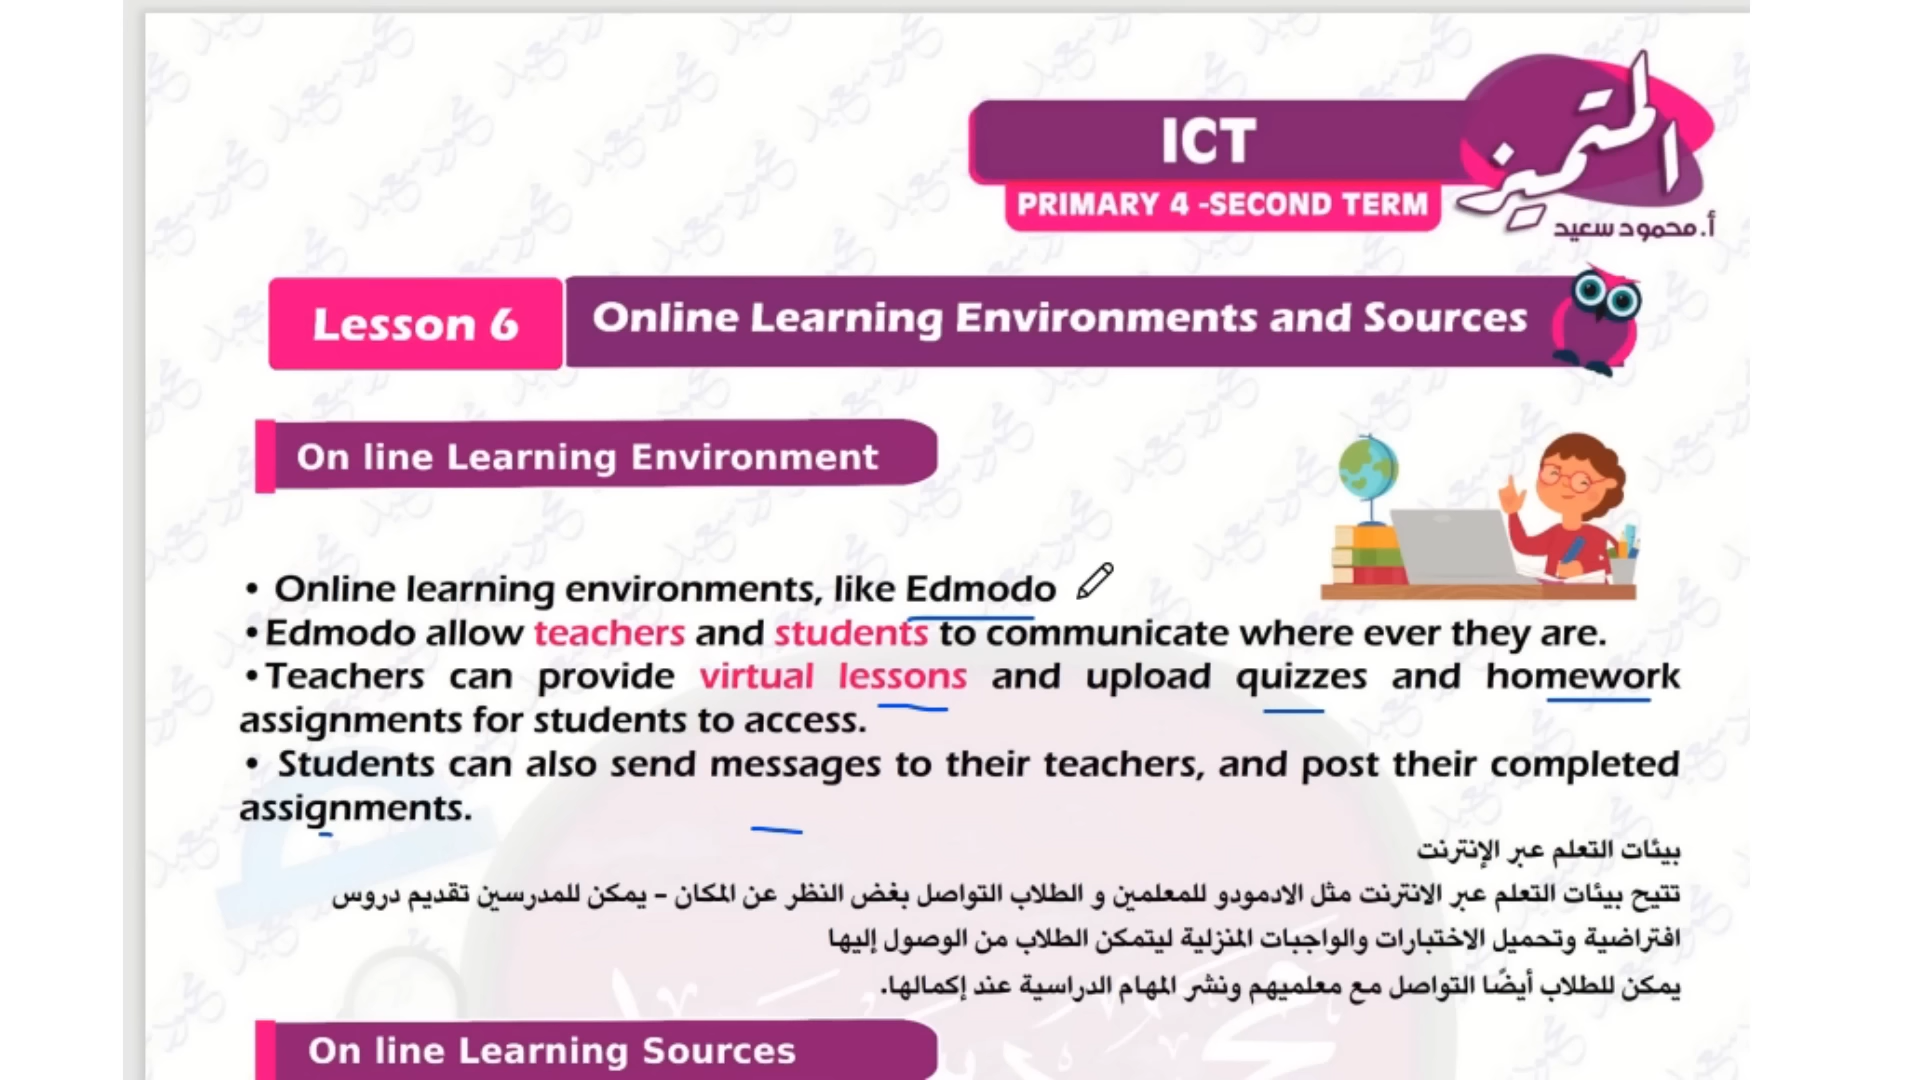 ICT
المتميز
PRIMARY 4 -SECOND TERM
أ. محمود سعيد
Lesson 6
Online Learning Environments and Sources
On line Learning Environment
• Online learning environments, like Edmodo
•Edmodo allow teachers and students to communicate where ever they are.
•Teachers can provide virtual lessons and upload quizzes and homework
assignments for students to access.
• Students can also send messages to their teachers, and post their completed
assignments.
بيئات التعلم عبر الإنترنت
تتيح بيئات التعلم عبر الانترنت مثل الادمودو للمعلمين و الطلاب التواصل بغض النظر عن المكان – يمكن للمدرسين تقديم دروس
افتراضية وتحميل الاختبارات والواجبات المنزلية ليتمكن الطلاب من الوصول إليها
يمكن للطلاب أيضًا التواصل مع معلميهم ونشر المهام الدراسية عند إكمالها.
On line Learning Sources